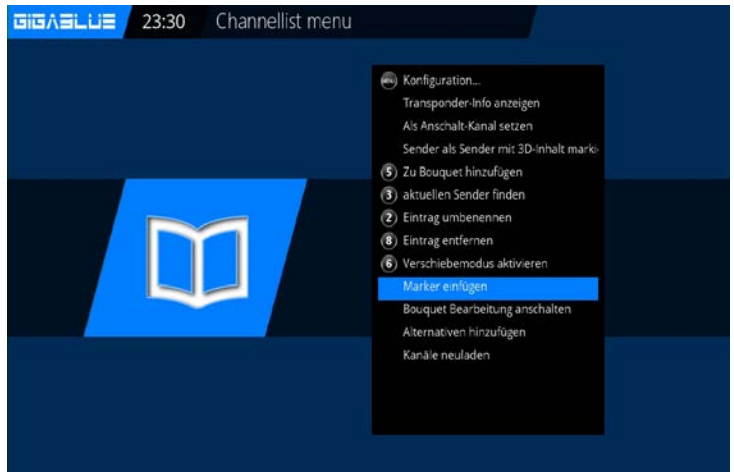 GIGABLUE 23:30 Channellist menu
MENU Konfiguration...
Transponder-Info anzeigen
Als Anschalt-Kanal setzen
Sender als Sender mit 3D-Inhalt marki
5 Zu Bouquet hinzufügen
3 aktuellen Sender finden
2 Eintrag umbenennen
8 Eintrag entfernen
6 Verschiebemodus aktivieren
Marker einfügen
Bouquet Bearbeitung anschalten
Alternativen hinzufügen
Kanäle neuladen